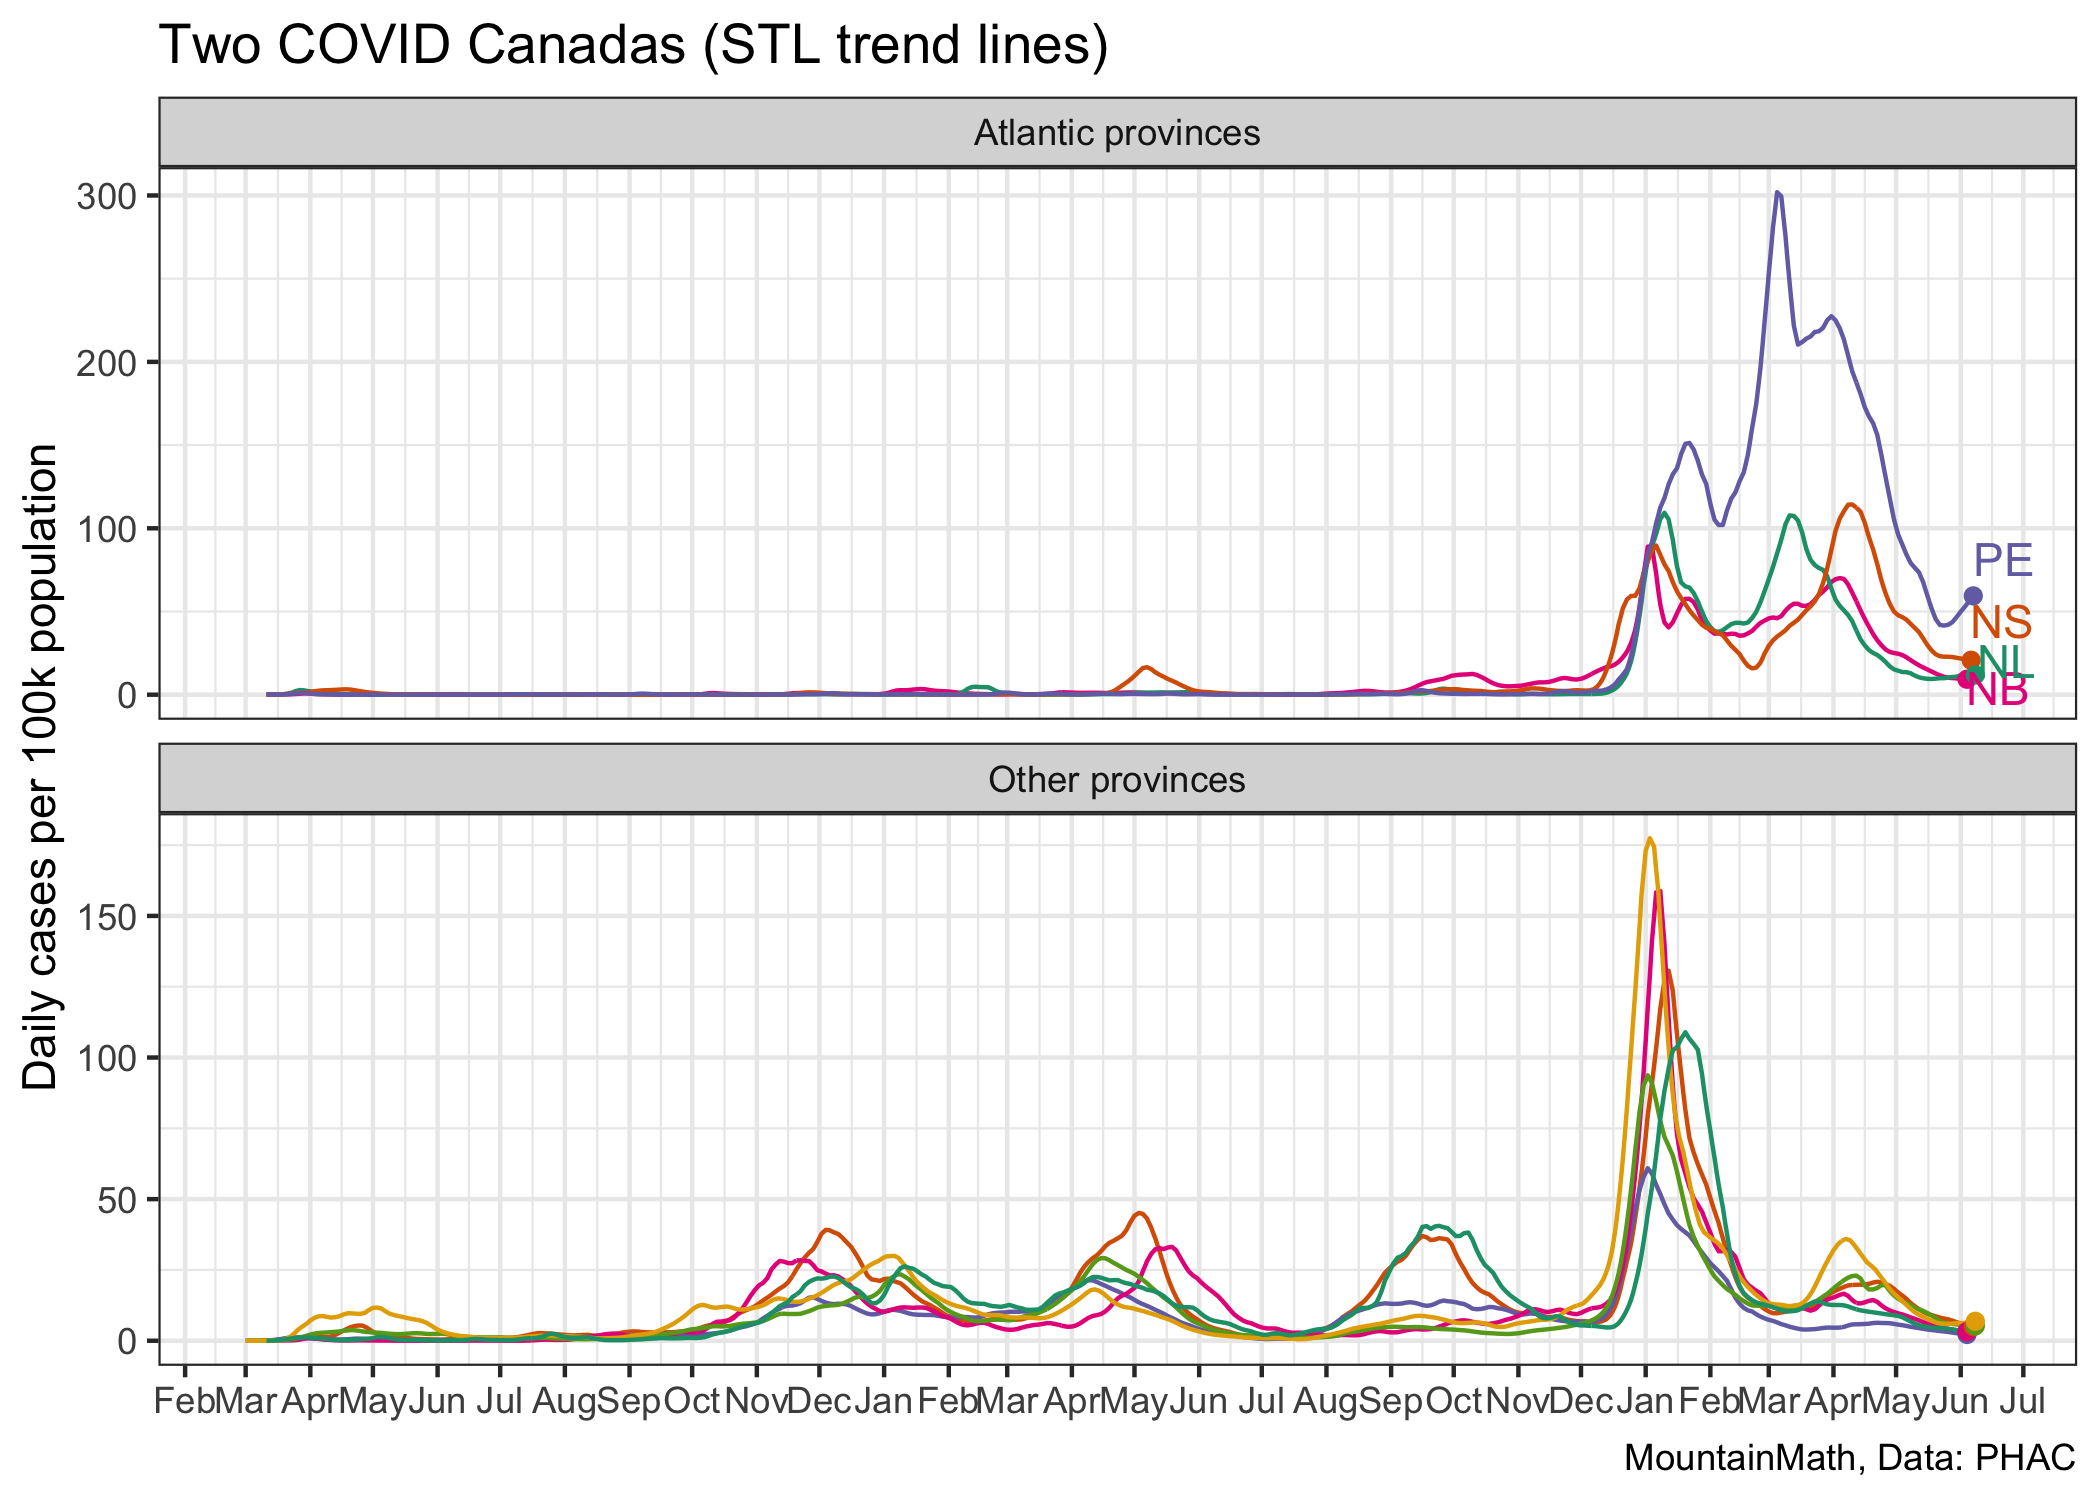 Two COVID Canadas (STL trend lines)
Atlantic provinces
300
200
100
0
PE
NS
NL
NB
Daily cases per 100k population
Other provinces
150
100
50
0
Feb Mar Apr May Jun Jul Aug Sep Oct Nov Dec Jan Feb Mar Apr May Jun Jul Aug Sep Oct Nov Dec Jan Feb Mar Apr May Jun Jul
MountainMath, Data: PHAC